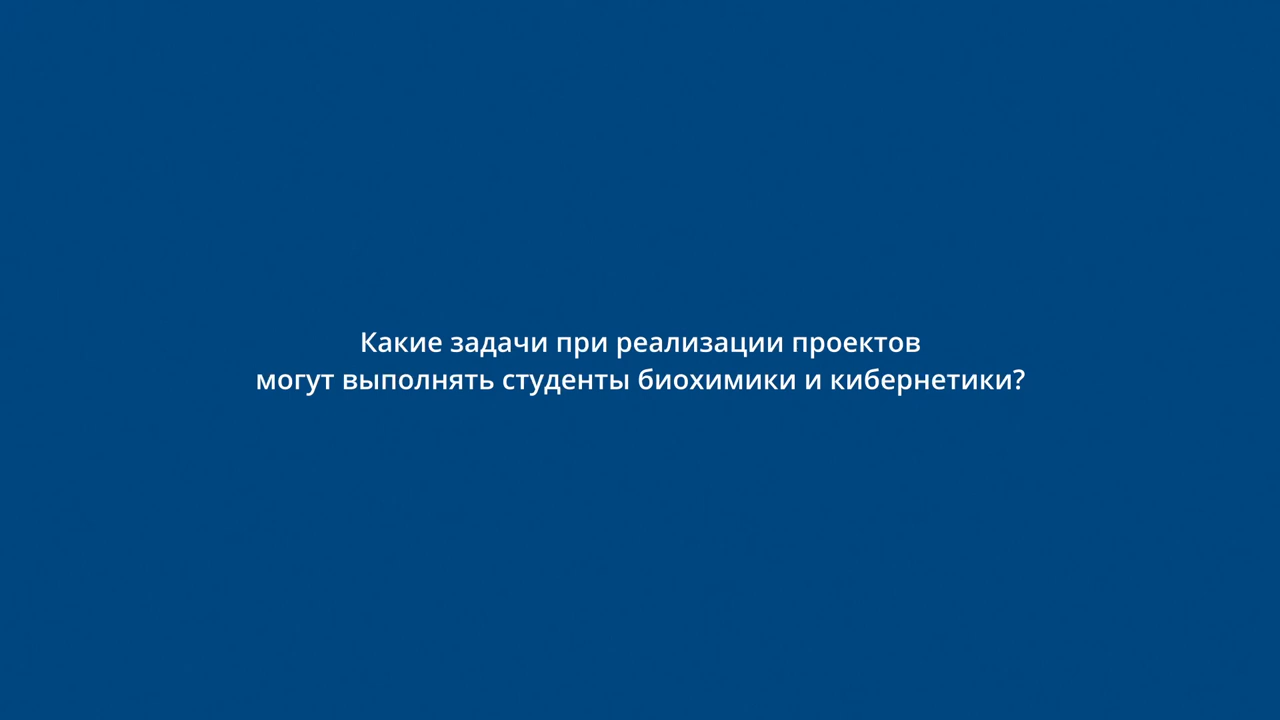 Какие задачи при реализации проектов
могут выполнять студенты биохимики и кибернетики?